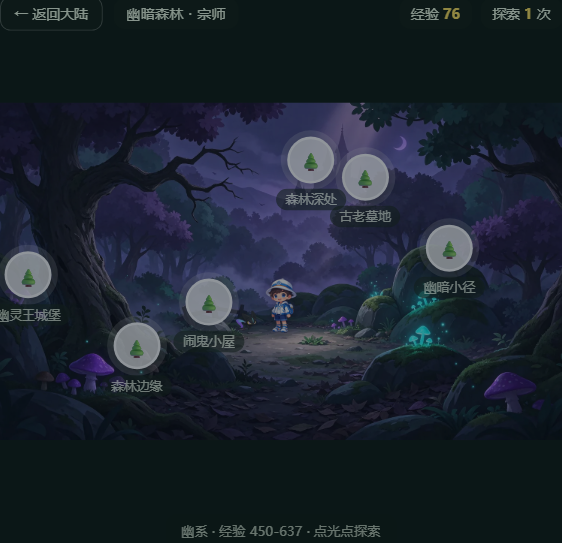 ← 返回大陆
幽暗森林 · 宗师
经验 76
探索 1 次
森林深处
古老墓地
幽暗小径
幽灵王城堡
闹鬼小屋
森林边缘
幽系 · 经验 450-637 · 点光点探索